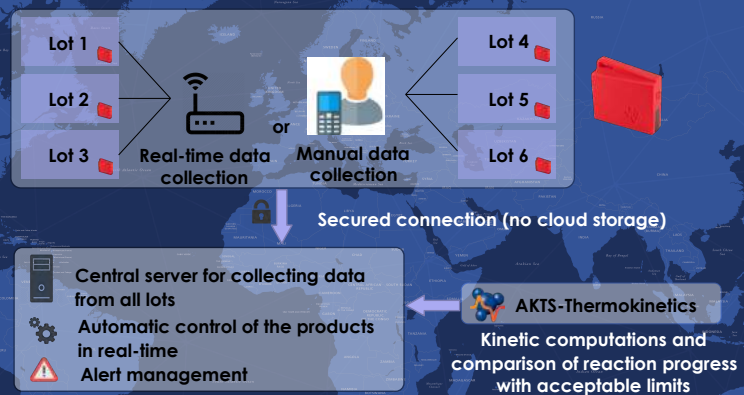 Lot 1
Lot 2
Lot 3
Real-time data
collection
or
Manual data
collection
Lot 4
Lot 5
Lot 6
Secured connection (no cloud storage)
Central server for collecting data
from all lots
Automatic control of the products
in real-time
Alert management
AKTS-Thermokinetics
Kinetic computations and
comparison of reaction progress
with acceptable limits